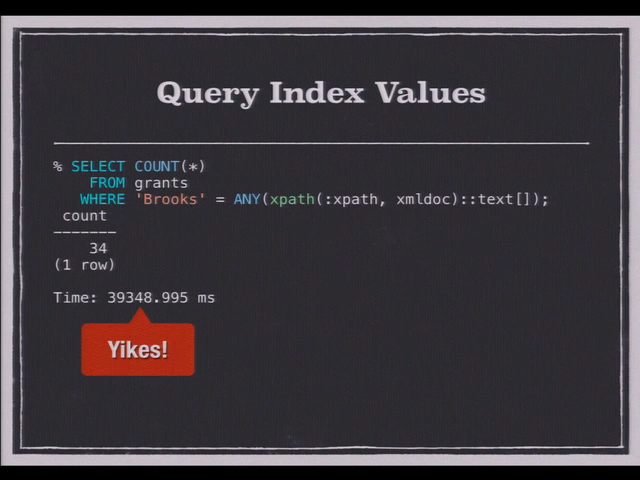 Query Index Values
% SELECT COUNT(*)
FROM grants
WHERE 'Brooks' = ANY(xpath(:xpath, xmldoc)::text[]);
count
-------
34
(1 row)
Time: 39348.995 ms
Yikes!